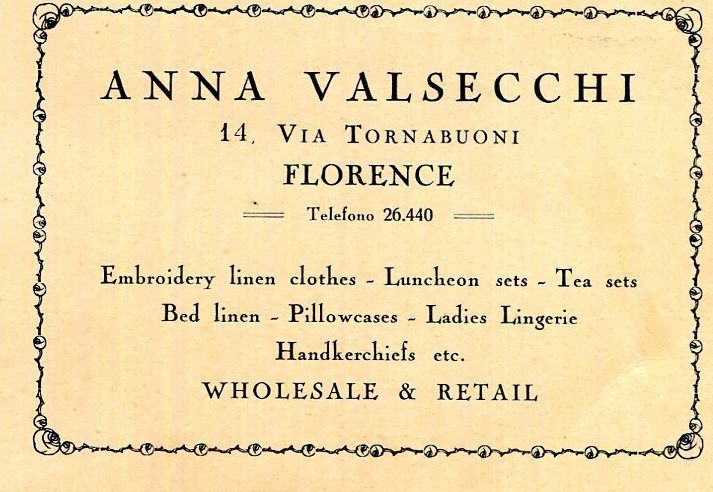 ANNA VALSECCHI
14, VIA TORNABUONI
FLORENCE
Telefono 26.440
Embroidery linen clothes - Luncheon sets - Tea sets
Bed linen - Pillowcases - Ladies Lingerie
Handkerchiefs etc.
WHOLESALE & RETAIL